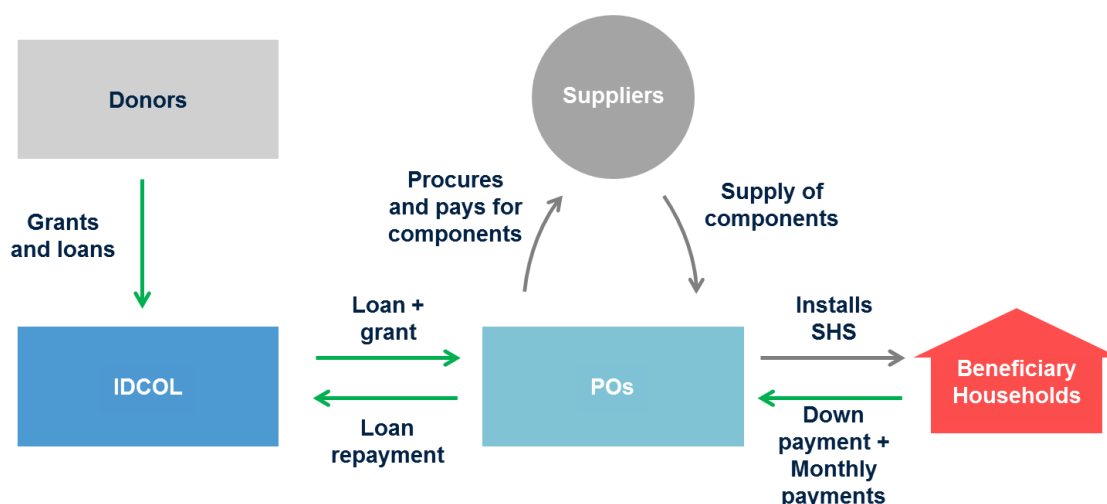 Donors
Suppliers
Grants
and loans
Procures
and pays for
components
Supply of
components
IDCOL
Loan +
grant
Loan
repayment
POs
Installs
SHS
Down
payment +
Monthly
payments
Beneficiary
Households